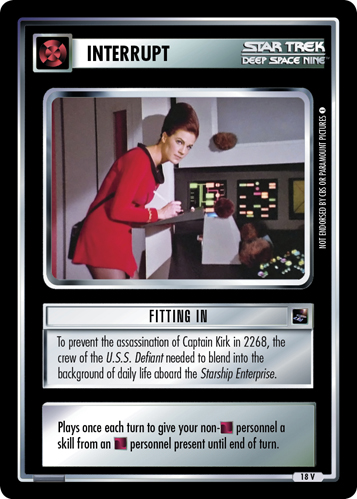 INTERRUPT
STAR TREK
DEEP SPACE NINE
NOT ENDORSED BY CBS OR PARAMOUNT PICTURES
FITTING IN
To prevent the assassination of Captain Kirk in 2268, the
crew of the U.S.S. Defiant needed to blend into the
background of daily life aboard the Starship Enterprise.
Plays once each turn to give your non- personnel a
skill from an personnel present until end of turn.
18 V